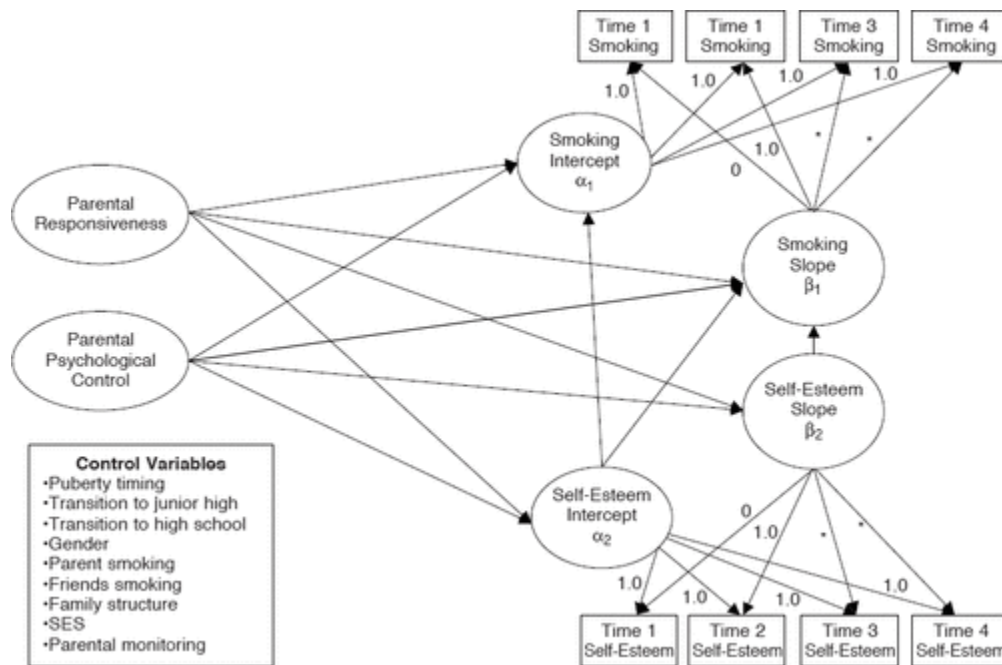 Time 1
Smoking
Time 1
Smoking
Time 3
Smoking
Time 4
Smoking
1.0
1.0
1.0
1.0
Smoking
Intercept
α1
1.0
*
*
0
Parental
Responsiveness
Smoking
Slope
β1
Parental
Psychological
Control
Self-Esteem
Slope
β2
Control Variables
•Puberty timing
•Transition to junior high
•Transition to high school
•Gender
•Parent smoking
•Friends smoking
•Family structure
•SES
•Parental monitoring
Self-Esteem
Intercept
α2
0
1.0
*
*
1.0
1.0
1.0
1.0
Time 1
Self-Esteem
Time 2
Self-Esteem
Time 3
Self-Esteem
Time 4
Self-Esteem